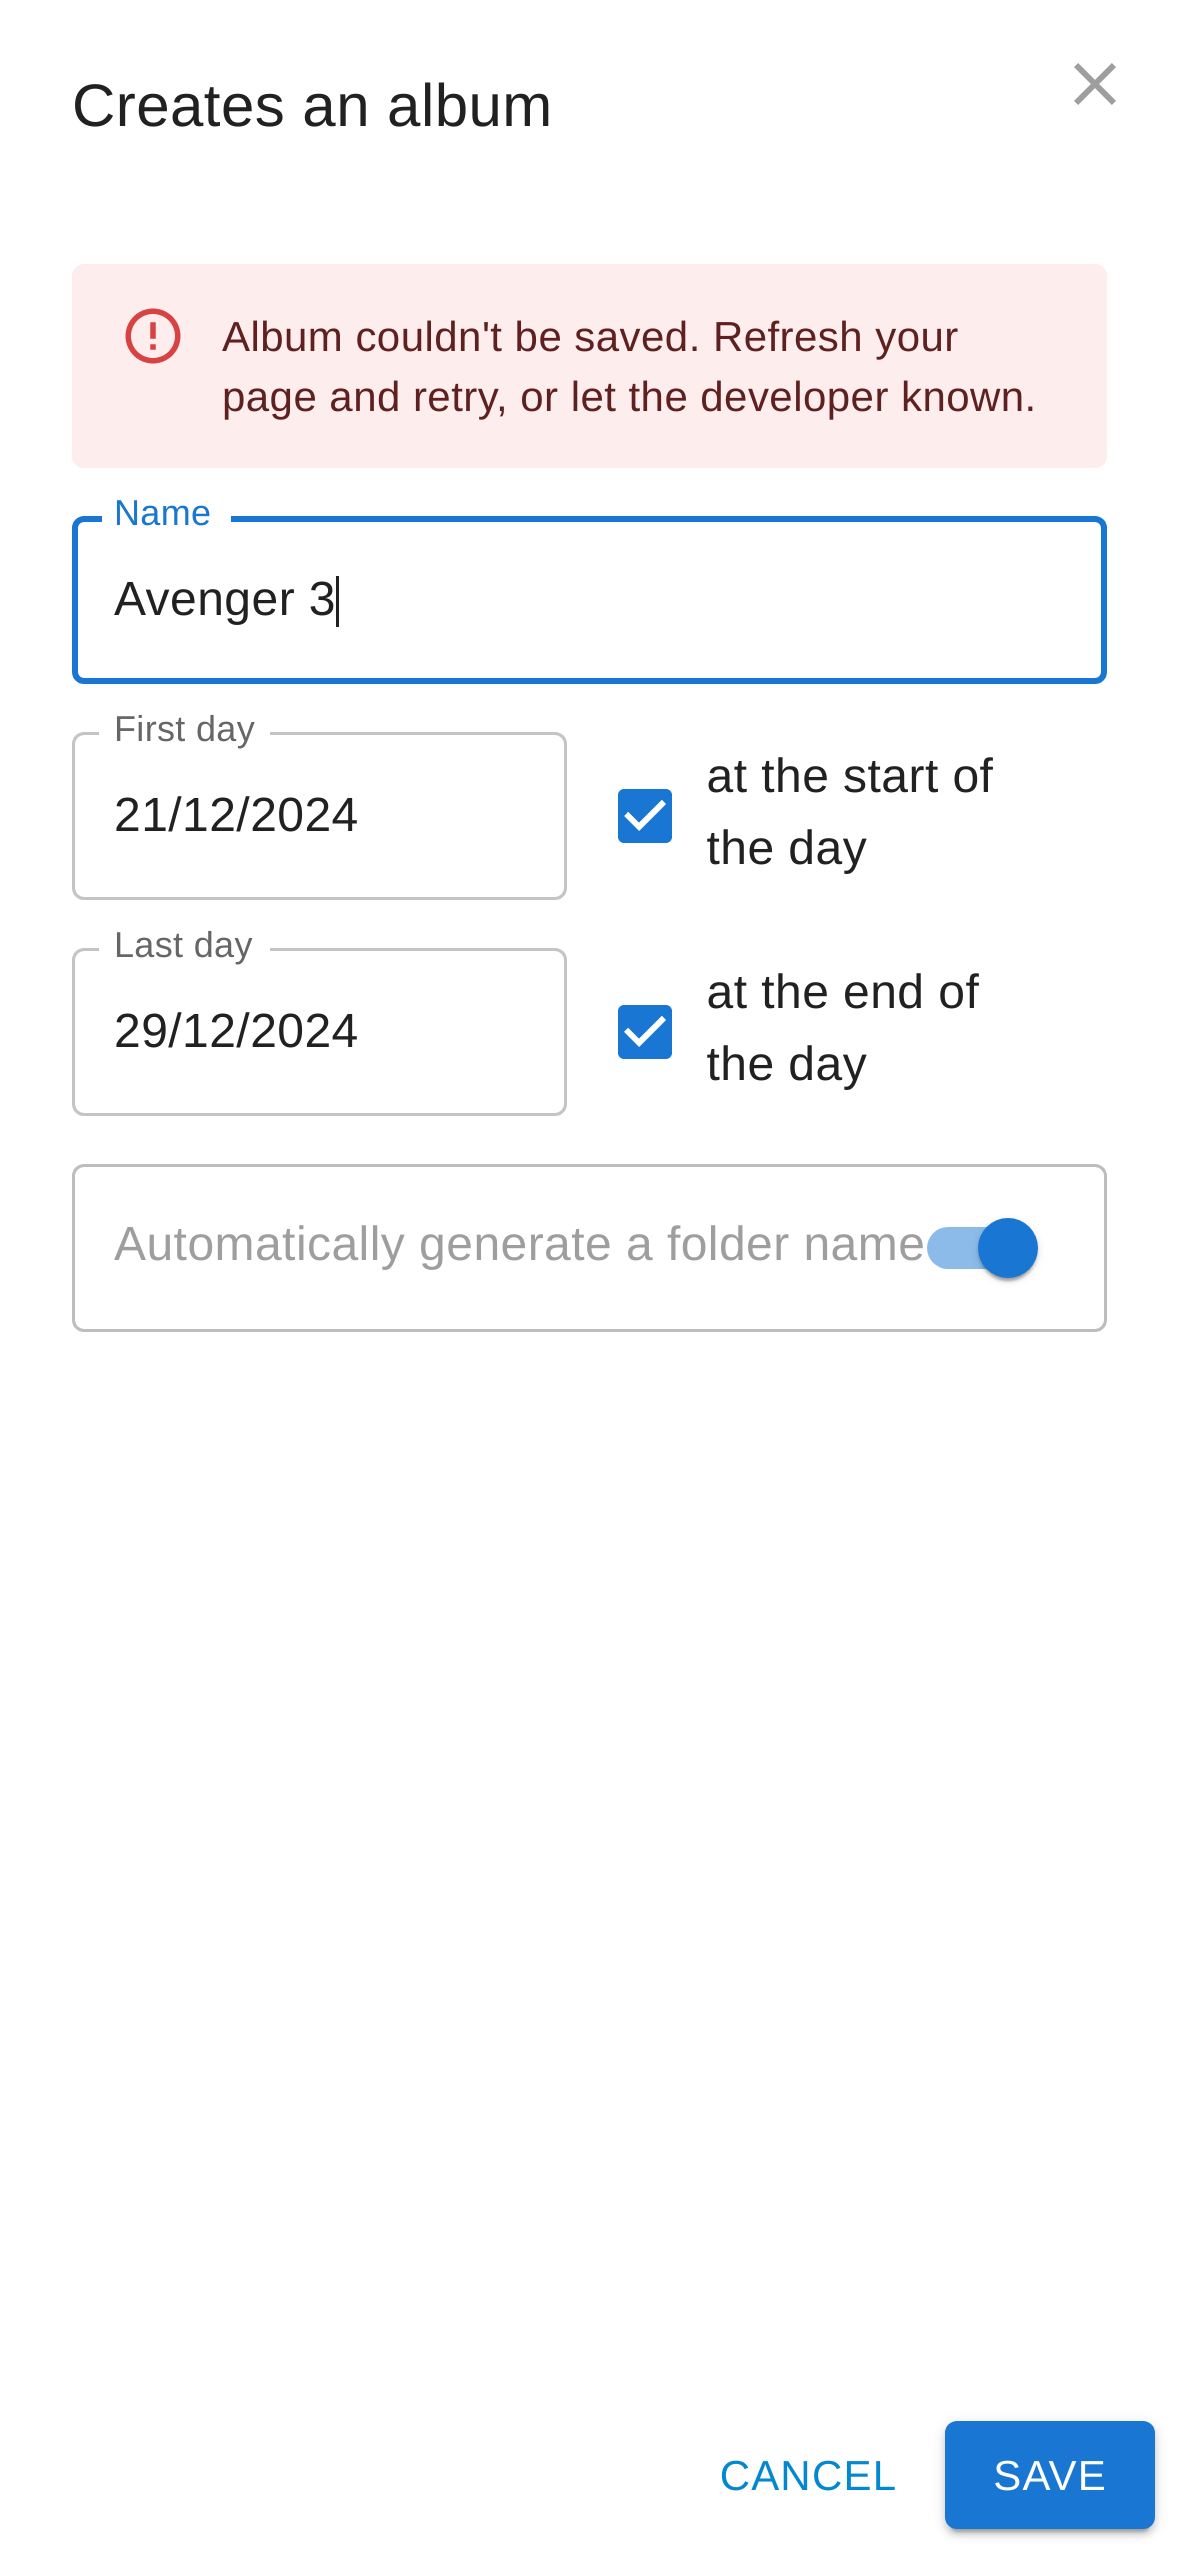 Creates an album
Album couldn't be saved. Refresh your
page and retry, or let the developer known.
Name
Avenger 3
First day
21/12/2024
at the start of
the day
Last day
29/12/2024
at the end of
the day
Automatically generate a folder name
CANCEL
SAVE